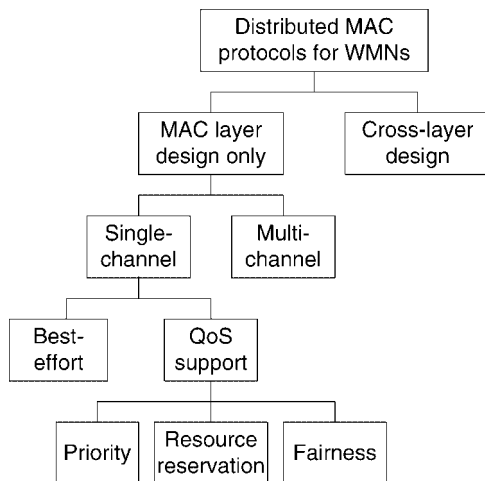 Distributed MAC
protocols for WMNs
MAC layer
design only
Cross-layer
design
Single-
channel
Multi-
channel
Best-
effort
QoS
support
Priority
Resource
reservation
Fairness